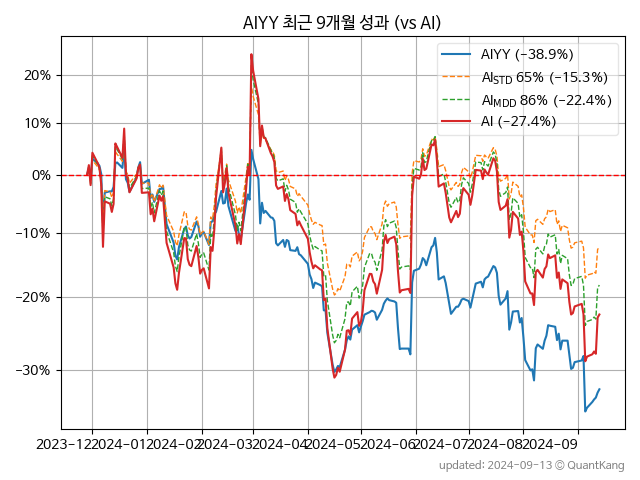 AIYY 최근 9개월 성과 (vs AI)
AIYY (−38.9%)
AI_STD 65% (−15.3%)
AI_MDD 86% (−22.4%)
AI (−27.4%)
20%
10%
0%
−10%
−20%
−30%
2023-12 2024-01 2024-02 2024-03 2024-04 2024-05 2024-06 2024-07 2024-08 2024-09
updated: 2024-09-13 © QuantKang